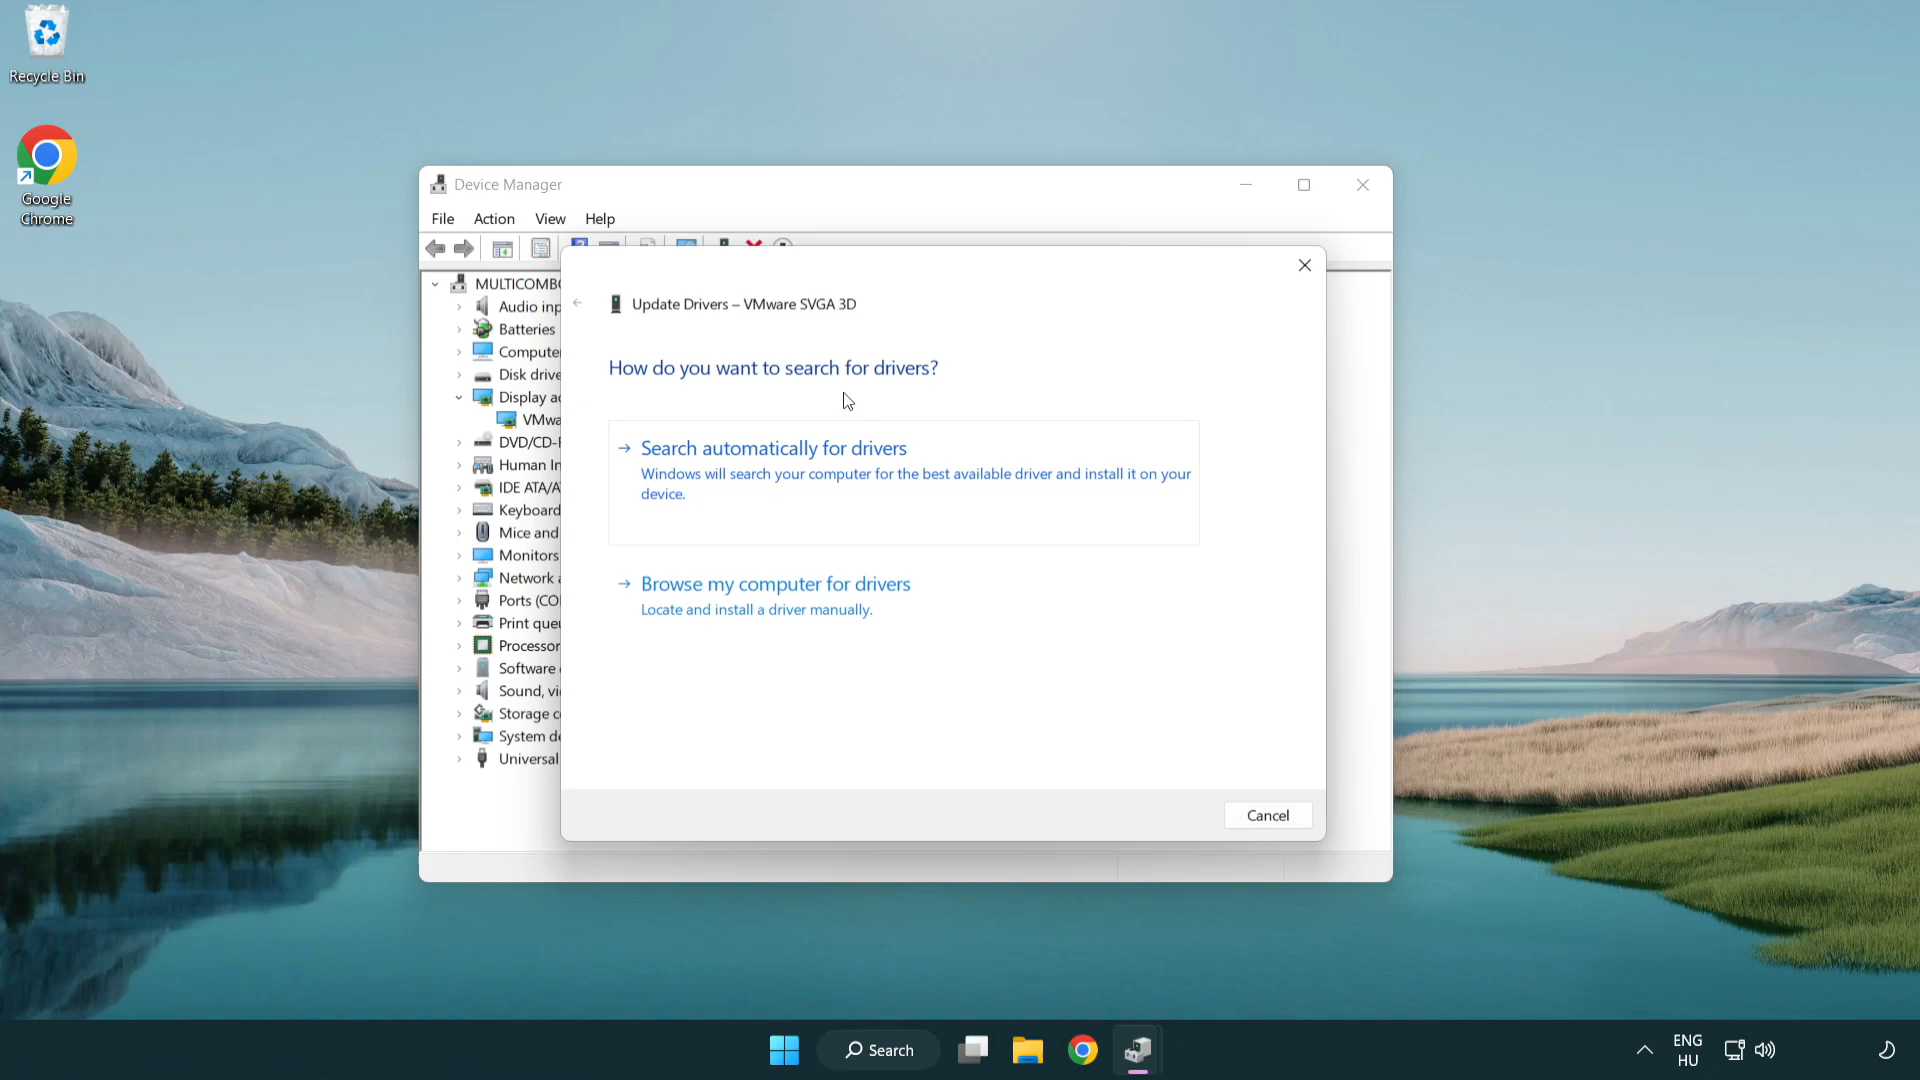 Recycle Bin
Google
Chrome
Device Manager
File Action View Help
MULTICOMBO
Audio inp
Batteries
Compute
Disk drive
Display a
VMwa
DVD/CD-
Human In
IDE ATA/A
Keyboard
Mice and
Monitors
Network a
Ports (CO
Print que
Processor
Software
Sound, vi
Storage c
System de
Universal
Update Drivers – VMware SVGA 3D
How do you want to search for drivers?
Search automatically for drivers
Windows will search your computer for the best available driver and install it on your
device.
Browse my computer for drivers
Locate and install a driver manually.
Cancel
Search
ENG
HU